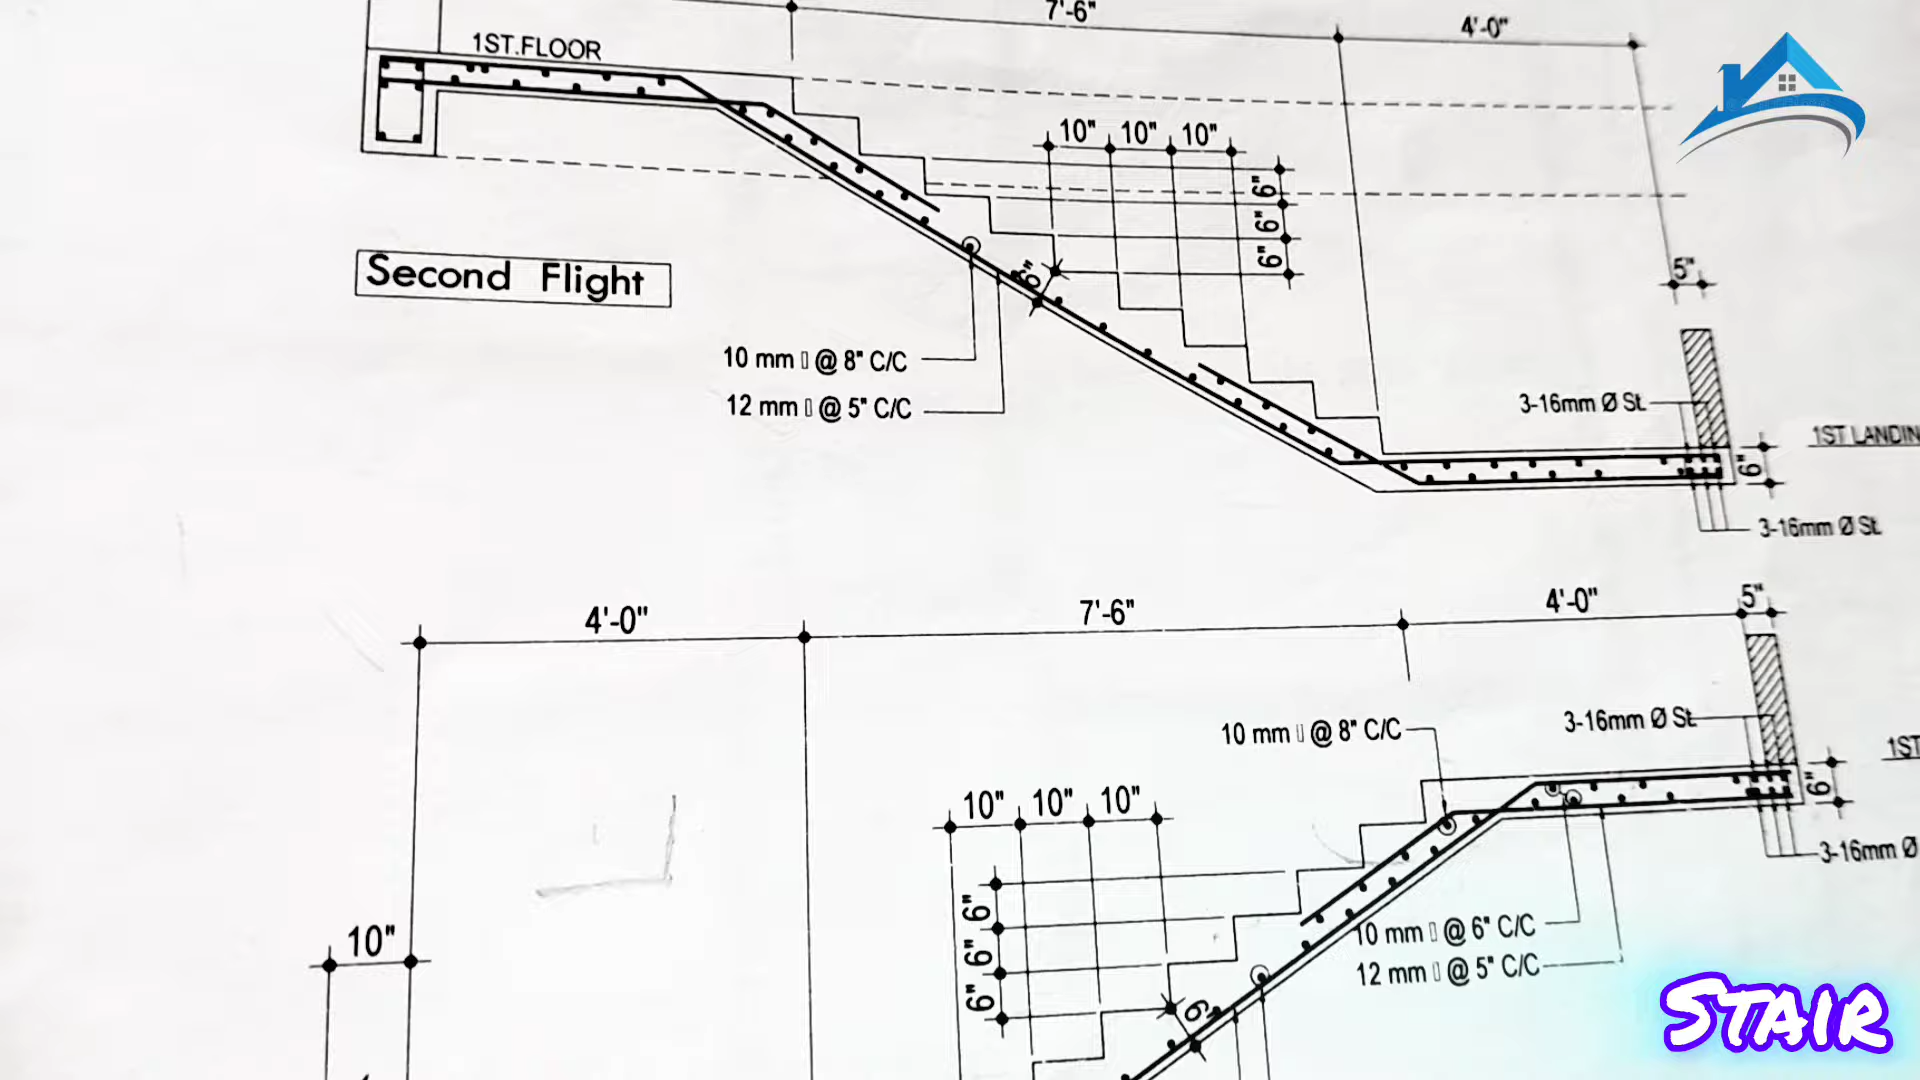 7'-6"
4'-0"
1ST.FLOOR
10" 10" 10"
6" 6" 6"
5"
Second Flight
6"
10 mm @ 8" C/C
12 mm @ 5" C/C
3-16mm Ø St.
1ST LANDIN
6"
3-16mm Ø St.
4'-0" 7'-6" 4'-0" 5"
10 mm @ 8" C/C
3-16mm Ø St.
1ST
6"
10" 10" 10"
3-16mm Ø
6" 6" 6"
10 mm @ 6" C/C
12 mm @ 5" C/C
10"
6"
STAIR